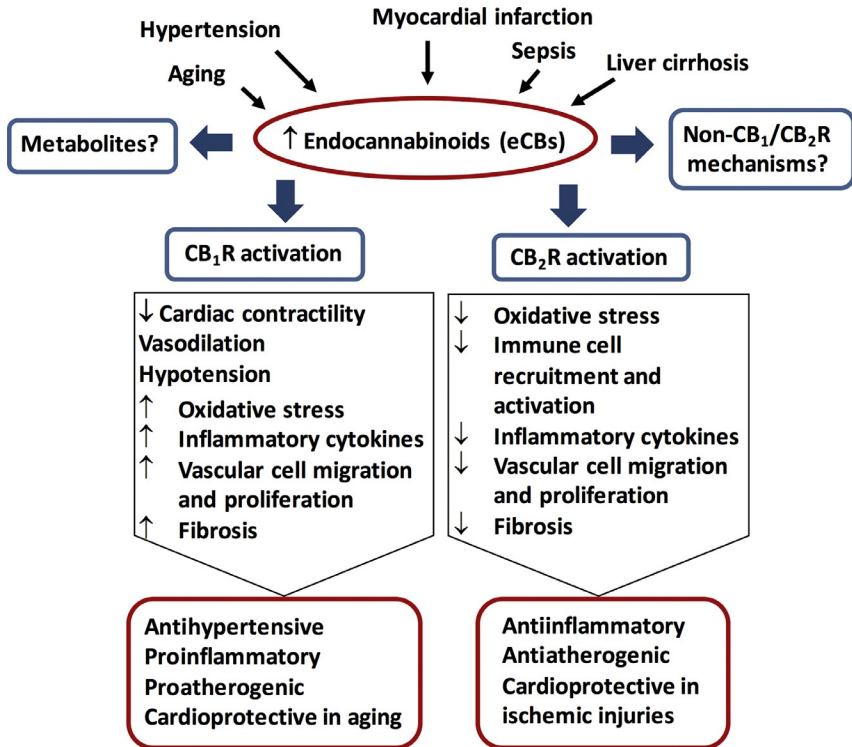 Myocardial infarction
Hypertension
Sepsis
Aging
Liver cirrhosis
Metabolites?
↑ Endocannabinoids (eCBs)
Non-CB₁/CB₂R
mechanisms?
CB₁R activation
CB₂R activation
↓ Cardiac contractility
Vasodilation
Hypotension
↑ Oxidative stress
↑ Inflammatory cytokines
↑ Vascular cell migration
and proliferation
↑ Fibrosis
↓ Oxidative stress
↓ Immune cell
recruitment and
activation
↓ Inflammatory cytokines
↓ Vascular cell migration
and proliferation
↓ Fibrosis
Antihypertensive
Proinflammatory
Proatherogenic
Cardioprotective in aging
Antiinflammatory
Antiatherogenic
Cardioprotective in
ischemic injuries